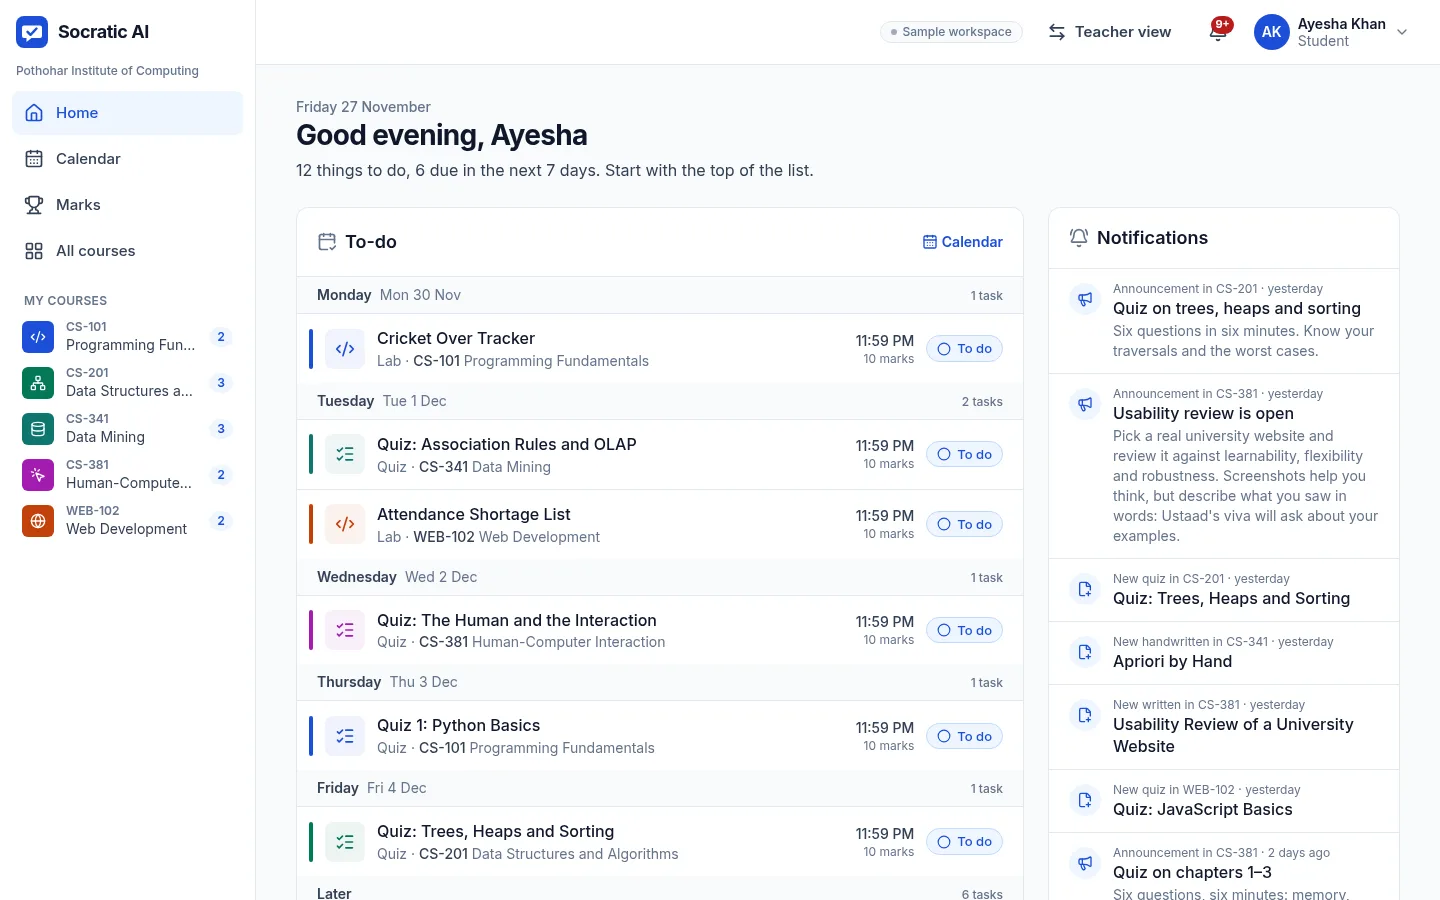 Socratic AI
Pothohar Institute of Computing
Home
Calendar
Marks
All courses
MY COURSES
CS-101
Programming Fun...
2
CS-201
Data Structures a...
3
CS-341
Data Mining
3
CS-381
Human-Compute...
2
WEB-102
Web Development
2
Sample workspace
Teacher view
9+
AK
Ayesha Khan
Student
Friday 27 November
Good evening, Ayesha
12 things to do, 6 due in the next 7 days. Start with the top of the list.
To-do
Calendar
Monday Mon 30 Nov
1 task
Cricket Over Tracker
Lab · CS-101 Programming Fundamentals
11:59 PM
10 marks
To do
Tuesday Tue 1 Dec
2 tasks
Quiz: Association Rules and OLAP
Quiz · CS-341 Data Mining
11:59 PM
10 marks
To do
Attendance Shortage List
Lab · WEB-102 Web Development
11:59 PM
10 marks
To do
Wednesday Wed 2 Dec
1 task
Quiz: The Human and the Interaction
Quiz · CS-381 Human-Computer Interaction
11:59 PM
10 marks
To do
Thursday Thu 3 Dec
1 task
Quiz 1: Python Basics
Quiz · CS-101 Programming Fundamentals
11:59 PM
10 marks
To do
Friday Fri 4 Dec
1 task
Quiz: Trees, Heaps and Sorting
Quiz · CS-201 Data Structures and Algorithms
11:59 PM
10 marks
To do
Later
6 tasks
Notifications
Announcement in CS-201 · yesterday
Quiz on trees, heaps and sorting
Six questions in six minutes. Know your
traversals and the worst cases.
Announcement in CS-381 · yesterday
Usability review is open
Pick a real university website and
review it against learnability, flexibility
and robustness. Screenshots help you
think, but describe what you saw in
words: Ustaad's viva will ask about your
examples.
New quiz in CS-201 · yesterday
Quiz: Trees, Heaps and Sorting
New handwritten in CS-341 · yesterday
Apriori by Hand
New written in CS-381 · yesterday
Usability Review of a University
Website
New quiz in WEB-102 · yesterday
Quiz: JavaScript Basics
Announcement in CS-381 · 2 days ago
Quiz on chapters 1–3
Six questions, six minutes: memory,